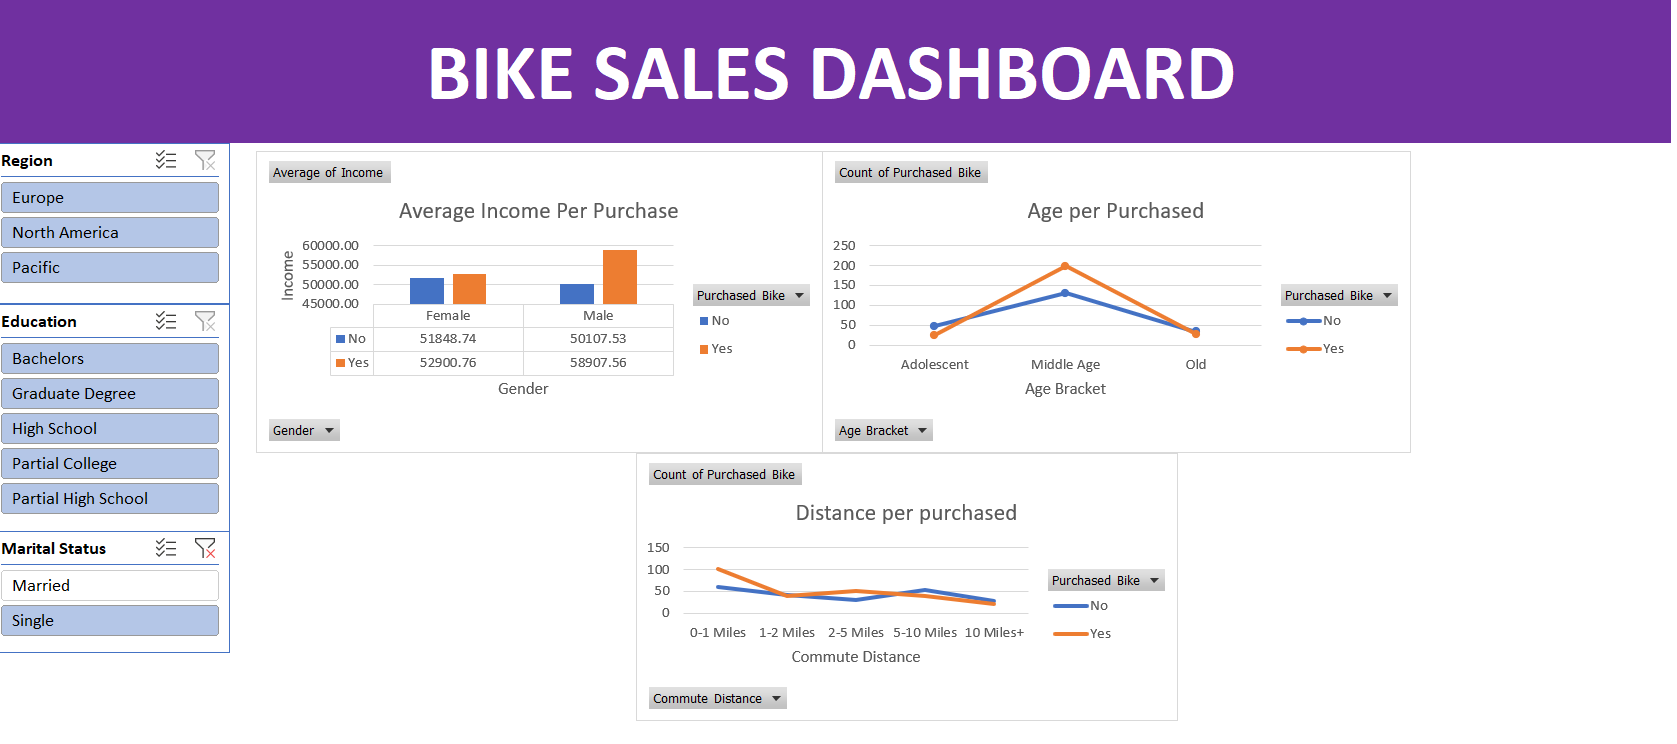 BIKE SALES DASHBOARD
Region
Europe
North America
Pacific
Education
Bachelors
Graduate Degree
High School
Partial College
Partial High School
Marital Status
Married
Single
Average of Income
Average Income Per Purchase
Income
60000.00
55000.00
50000.00
45000.00
Female Male
No 51848.74 50107.53
Yes 52900.76 58907.56
Gender
Purchased Bike
No
Yes
Gender
Count of Purchased Bike
Age per Purchased
250
200
150
100
50
0
Adolescent Middle Age Old
Age Bracket
Purchased Bike
No
Yes
Age Bracket
Count of Purchased Bike
Distance per purchased
150
100
50
0
0-1 Miles 1-2 Miles 2-5 Miles 5-10 Miles 10 Miles+
Commute Distance
Purchased Bike
No
Yes
Commute Distance